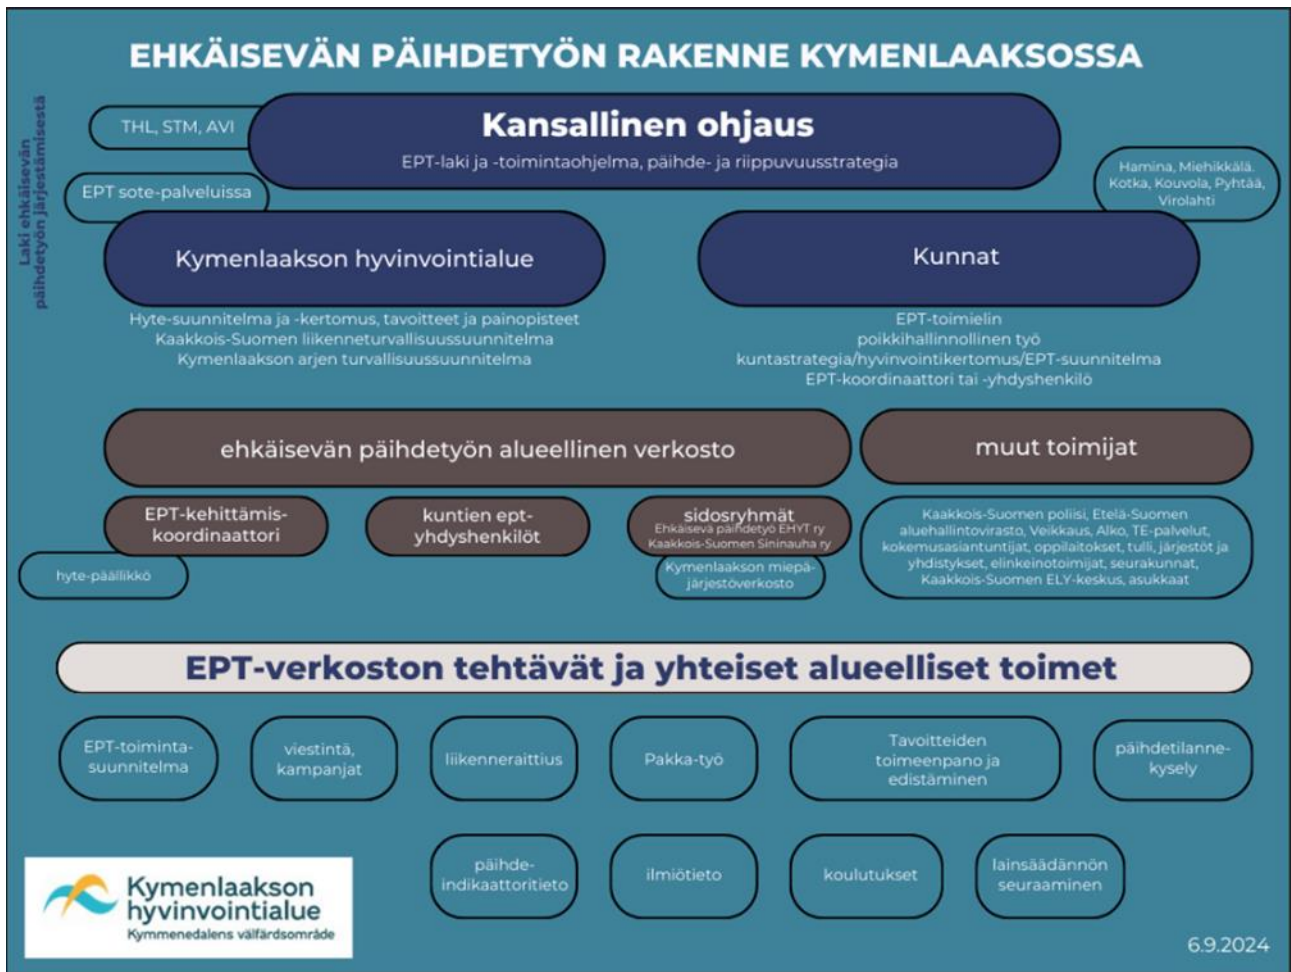 EHKÄISEVÄN PÄIHDETYÖN RAKENNE KYMENLAAKSOSSA
Laki ehkäisevän
päihdetyön järjestämisestä
THL, STM, AVI
Kansallinen ohjaus
EPT-laki ja -toimintaohjelma, päihde- ja riippuvuusstrategia
EPT sote-palveluissa
Hamina, Miehikkälä.
Kotka, Kouvola, Pyhtää,
Virolahti
Kymenlaakson hyvinvointialue
Kunnat
Hyte-suunnitelma ja -kertomus, tavoitteet ja painopisteet
Kaakkois-Suomen liikenneturvallisuussuunnitelma
Kymenlaakson arjen turvallisuussuunnitelma
EPT-toimielin
poikkihallinnollinen työ
kuntastrategia/hyvinvointikertomus/EPT-suunnitelma
EPT-koordinaattori tai -yhdyshenkilö
ehkäisevän päihdetyön alueellinen verkosto
muut toimijat
EPT-kehittämis-
koordinaattori
kuntien ept-
yhdyshenkilöt
sidosryhmät
Ehkäisevä päihdetyö EHYT ry
Kaakkois-Suomen Sininauha ry
Kaakkois-Suomen poliisi, Etelä-Suomen
aluehallintovirasto, Veikkaus, Alko, TE-palvelut,
kokemusasiantuntijat, oppilaitokset, tulli, järjestöt ja
yhdistykset, elinkeinotoimijat, seurakunnat,
Kaakkois-Suomen ELY-keskus, asukkaat
hyte-päällikkö
Kymenlaakson miepä-
järjestöverkosto
EPT-verkoston tehtävät ja yhteiset alueelliset toimet
EPT-toiminta-
suunnitelma
viestintä,
kampanjat
liikenneraittius
Pakka-työ
Tavoitteiden
toimeenpano ja
edistäminen
päihdetilanne-
kysely
päihde-
indikaattoritieto
ilmiötieto
koulutukset
lainsäädännön
seuraaminen
Kymenlaakson
hyvinvointialue
Kymmenedalens välfärdsområde
6.9.2024